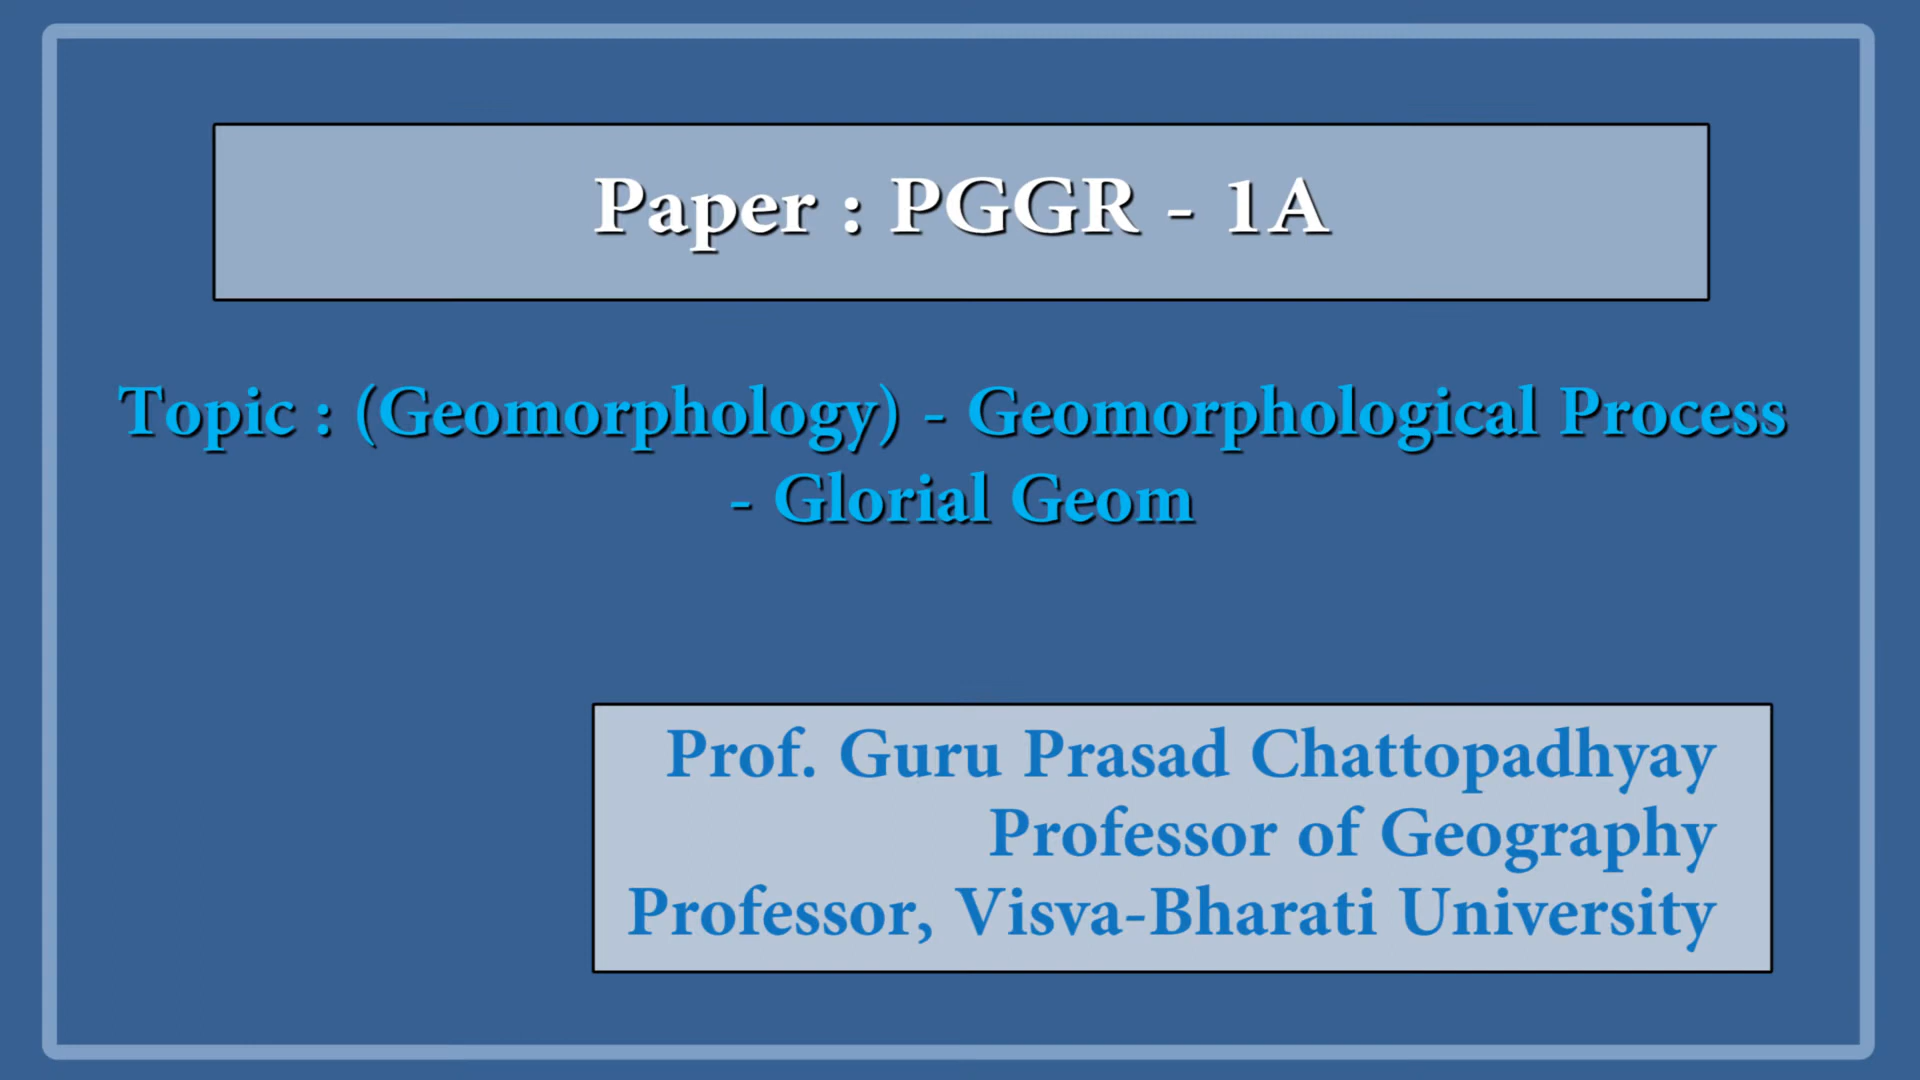 Paper : PGGR - 1A
Topic : (Geomorphology) - Geomorphological Process
- Glorial Geom
Prof. Guru Prasad Chattopadhyay
Professor of Geography
Professor, Visva-Bharati University